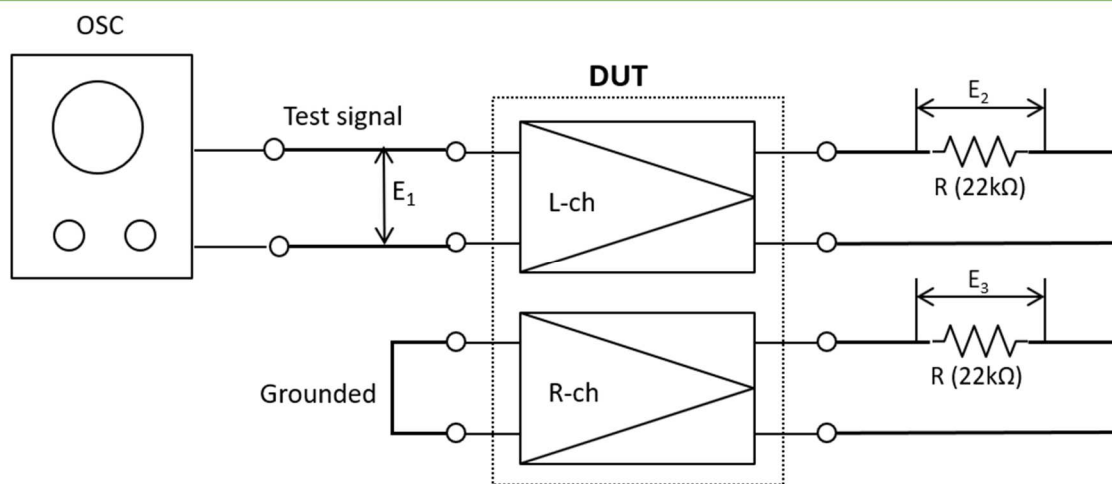 OSC
DUT
Test signal
E₁
E₂
R (22kΩ)
L-ch
E₃
R (22kΩ)
Grounded
R-ch